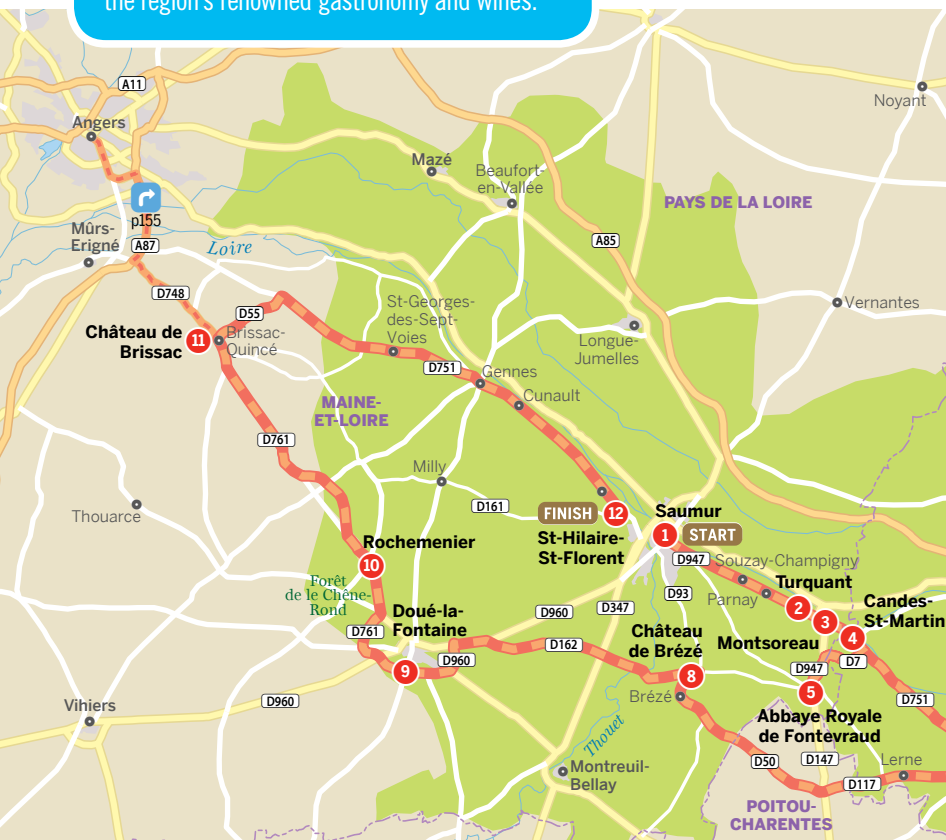 the region's renowned gastronomy and wines.
A11
Noyant
Angers
Mazé
Beaufort-
en-Vallée
PAYS DE LA LOIRE
p155
Mûrs-
Erigné
A87
Loire
A85
D748
St-Georges-
des-Sept-
Voies
Vernantes
D55
Château de
Brissac
11
Brissac-
Quincé
Longue-
Jumelles
D751
Gennes
Cunault
MAINE-
ET-LOIRE
D761
Milly
Thouarce
D161
FINISH
12
St-Hilaire-
St-Florent
Saumur
1
START
Rochemenier
10
D947
Souzay-Champigny
Forêt
de le Chêne-
Rond
Turquant
2
Parnay
D93
Candes-
St-Martin
3
4
Montsoreau
Doué-la-
Fontaine
D960
D347
D761
D162
Château
de Brézé
8
D960
9
D947
D7
5
Brézé
D960
Vihiers
D751
Abbaye Royale
de Fontevraud
Thouet
D50
D147
Lerne
Montreuil-
Bellay
D117
POITOU-
CHARENTES